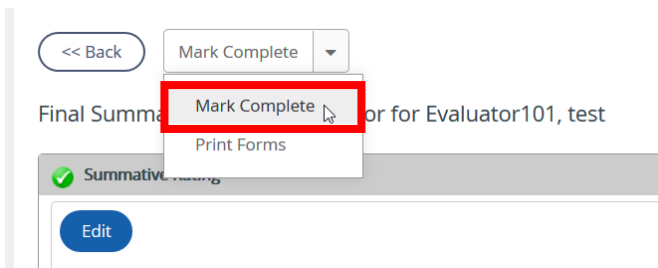 << Back
Mark Complete
Mark Complete
Final Summa or for Evaluator101, test
Print Forms
Summative Rating
Edit